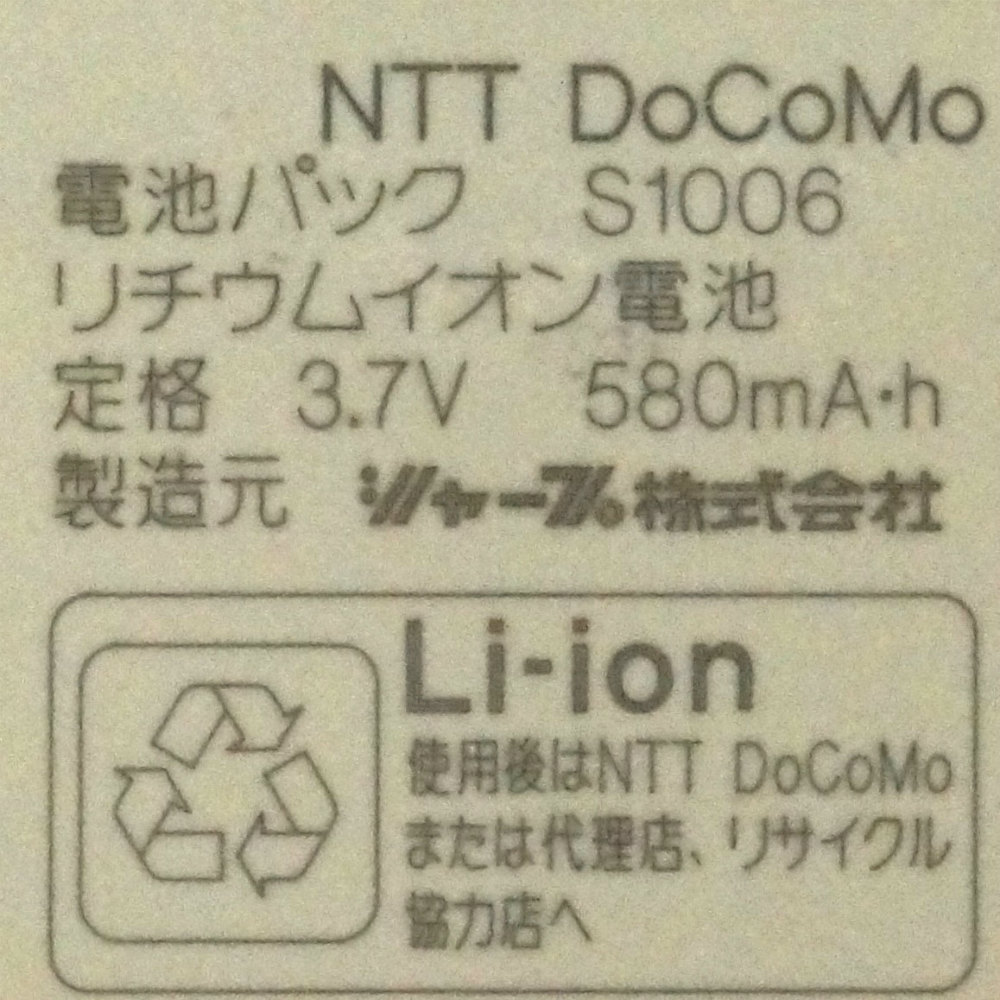 NTT DoCoMo
電池パック S1006
リチウムイオン電池
定格 3.7V 580mA・h
製造元 シャープ株式会社
Li-ion
使用後はNTT DoCoMo
または代理店、リサイクル
協力店へ